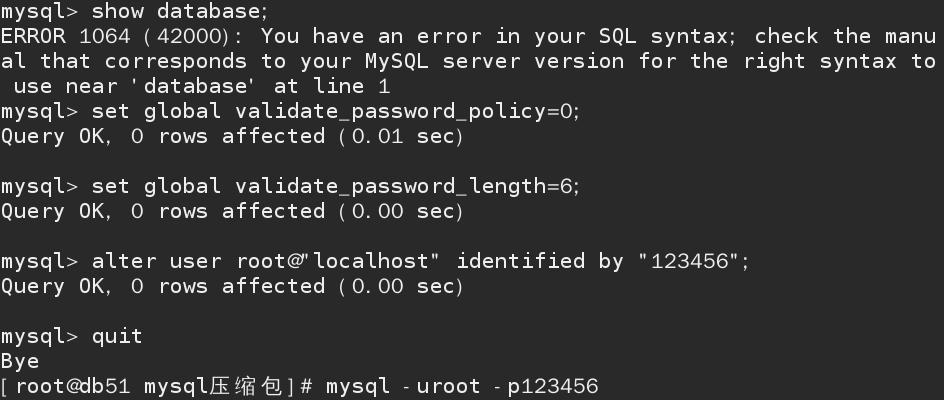 mysql> show database;
ERROR 1064 (42000): You have an error in your SQL syntax; check the manu
al that corresponds to your MySQL server version for the right syntax to
 use near 'database' at line 1
mysql> set global validate_password_policy=0;
Query OK, 0 rows affected (0.01 sec)
mysql> set global validate_password_length=6;
Query OK, 0 rows affected (0.00 sec)
mysql> alter user root@"localhost" identified by "123456";
Query OK, 0 rows affected (0.00 sec)
mysql> quit
Bye
[root@db51 mysql压缩包]# mysql -uroot -p123456